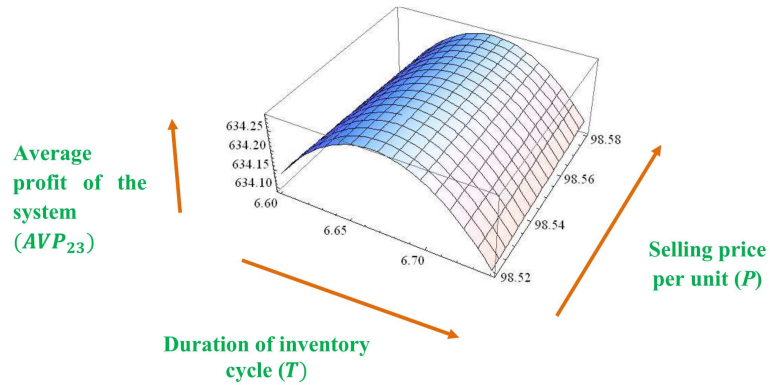 634.25
634.20
634.15
634.10
6.60
6.65
6.70
98.52
98.54
98.56
98.58
Average
profit of the
system
(AVP₂₃)
Selling price
per unit (P)
Duration of inventory
cycle (T)